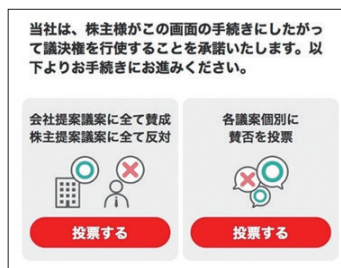 当社は、株主様がこの画面の手続きにしたがっ
て議決権を行使することを承諾いたします。以
下よりお手続きにお進みください。
会社提案議案に全て賛成
株主提案議案に全て反対
投票する
各議案個別に
賛否を投票
投票する